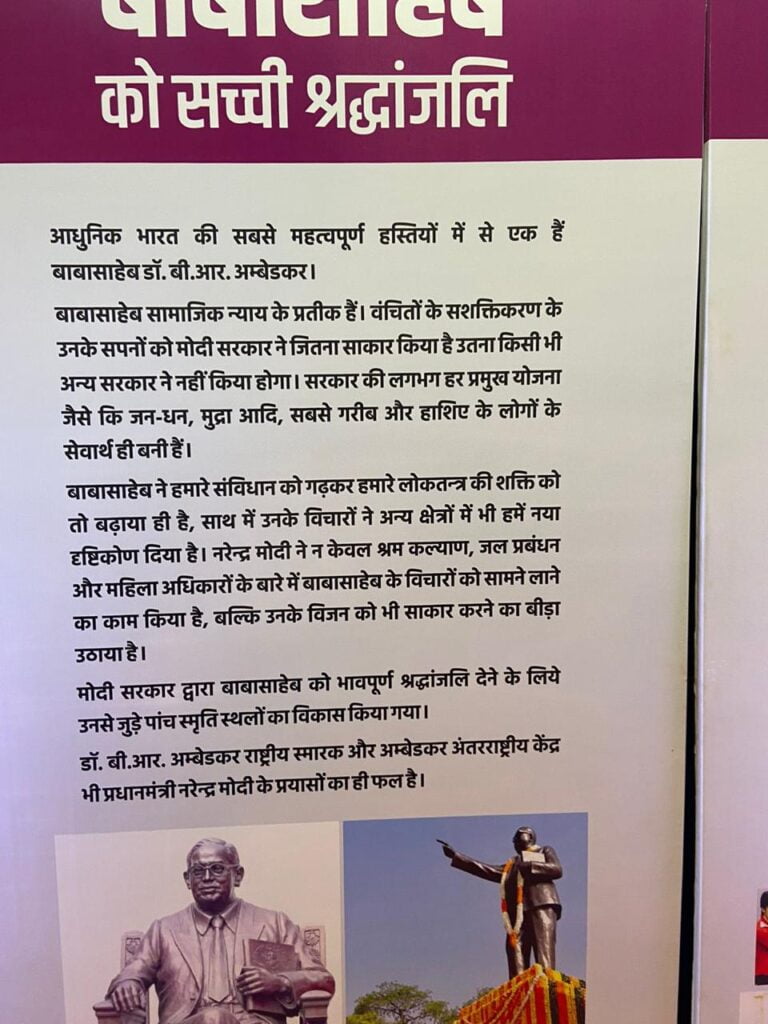 बाबासाहेब
को सच्ची श्रद्धांजलि
आधुनिक भारत की सबसे महत्वपूर्ण हस्तियों में से एक हैं
बाबासाहेब डॉ. बी.आर. अम्बेडकर।
बाबासाहेब सामाजिक न्याय के प्रतीक हैं। वंचितों के सशक्तिकरण के
उनके सपनों को मोदी सरकार ने जितना साकार किया है उतना किसी भी
अन्य सरकार ने नहीं किया होगा। सरकार की लगभग हर प्रमुख योजना
जैसे कि जन-धन, मुद्रा आदि, सबसे गरीब और हाशिए के लोगों के
सेवार्थ ही बनी हैं।
बाबासाहेब ने हमारे संविधान को गढ़कर हमारे लोकतन्त्र की शक्ति को
तो बढ़ाया ही है, साथ में उनके विचारों ने अन्य क्षेत्रों में भी हमें नया
दृष्टिकोण दिया है। नरेन्द्र मोदी ने न केवल श्रम कल्याण, जल प्रबंधन
और महिला अधिकारों के बारे में बाबासाहेब के विचारों को सामने लाने
का काम किया है, बल्कि उनके विजन को भी साकार करने का बीड़ा
उठाया है।
मोदी सरकार द्वारा बाबासाहेब को भावपूर्ण श्रद्धांजलि देने के लिये
उनसे जुड़े पांच स्मृति स्थलों का विकास किया गया।
डॉ. बी.आर. अम्बेडकर राष्ट्रीय स्मारक और अम्बेडकर अंतरराष्ट्रीय केंद्र
भी प्रधानमंत्री नरेन्द्र मोदी के प्रयासों का ही फल है।